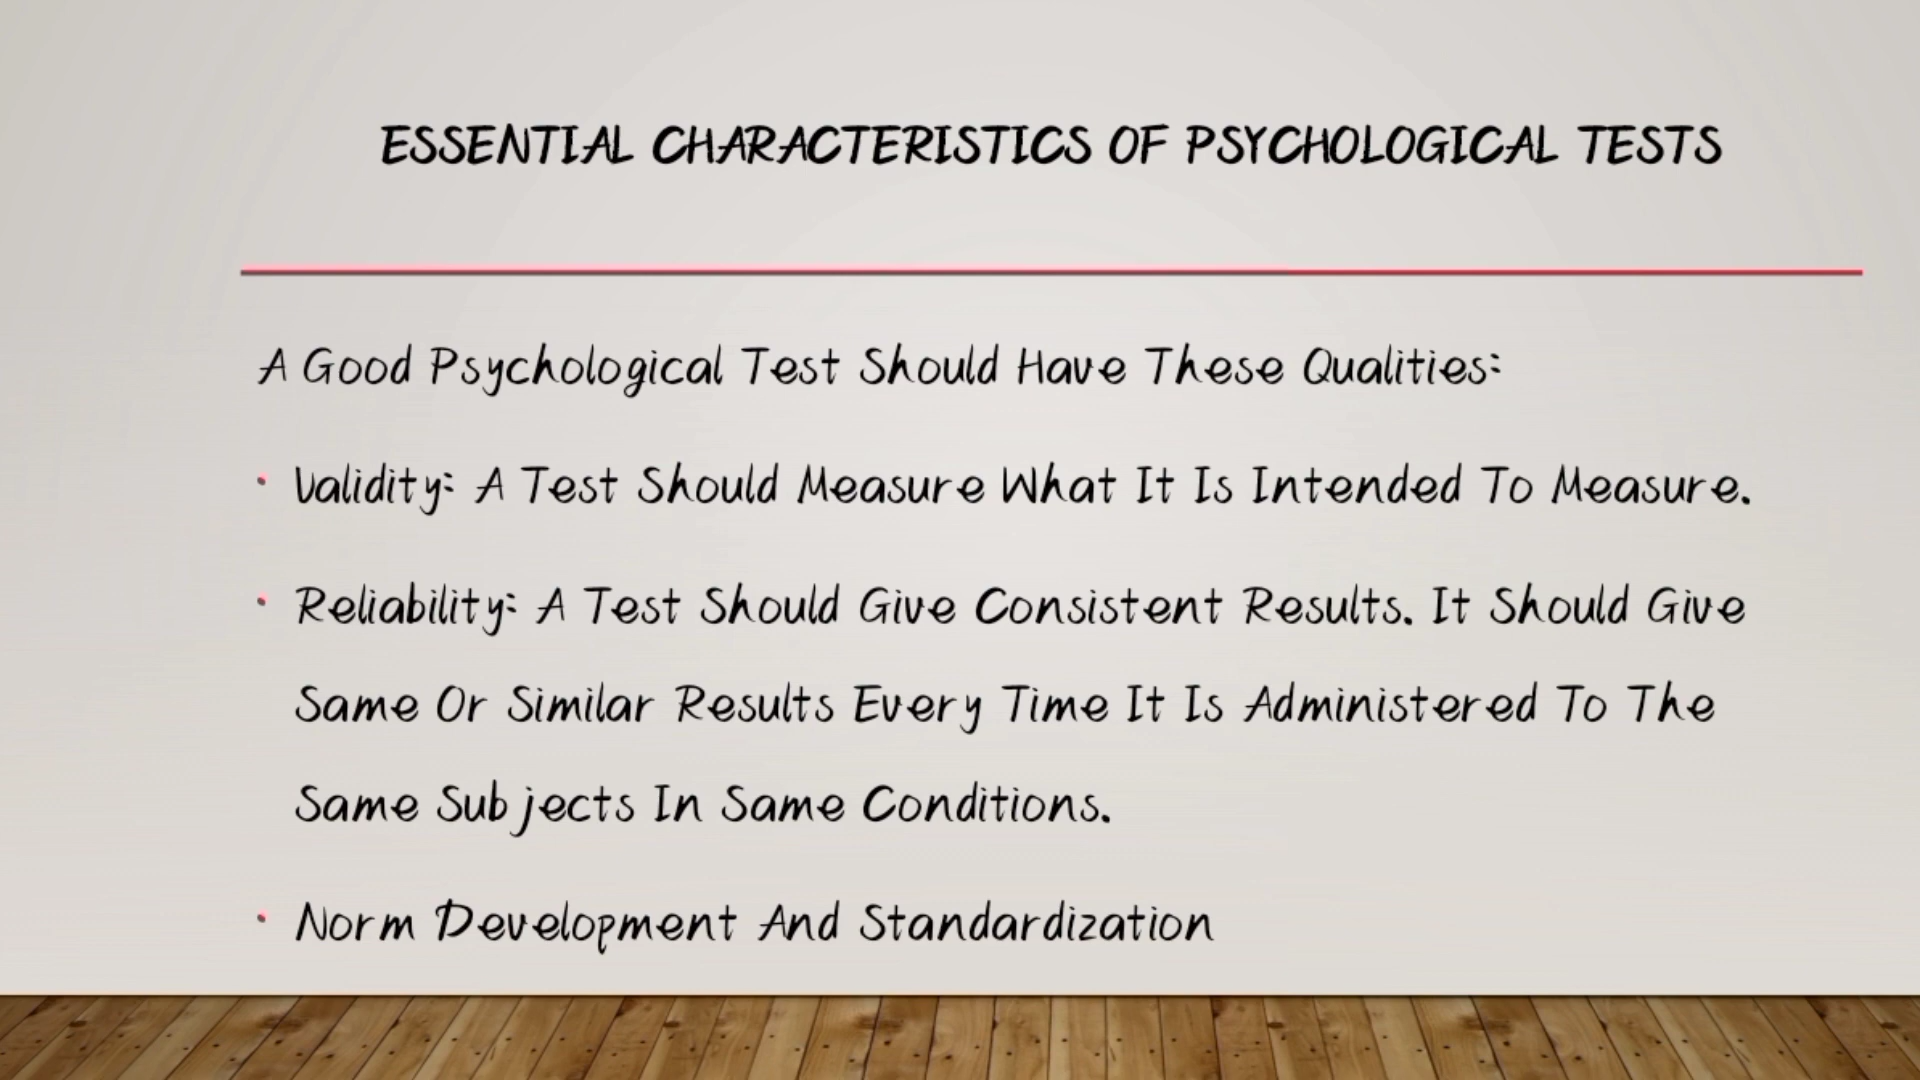 ESSENTIAL CHARACTERISTICS OF PSYCHOLOGICAL TESTS
A Good Psychological Test Should Have These Qualities:
• Validity: A Test Should Measure What It Is Intended To Measure.
• Reliability: A Test Should Give Consistent Results. It Should Give
Same Or Similar Results Every Time It Is Administered To The
Same Subjects In Same Conditions.
• Norm Development And Standardization